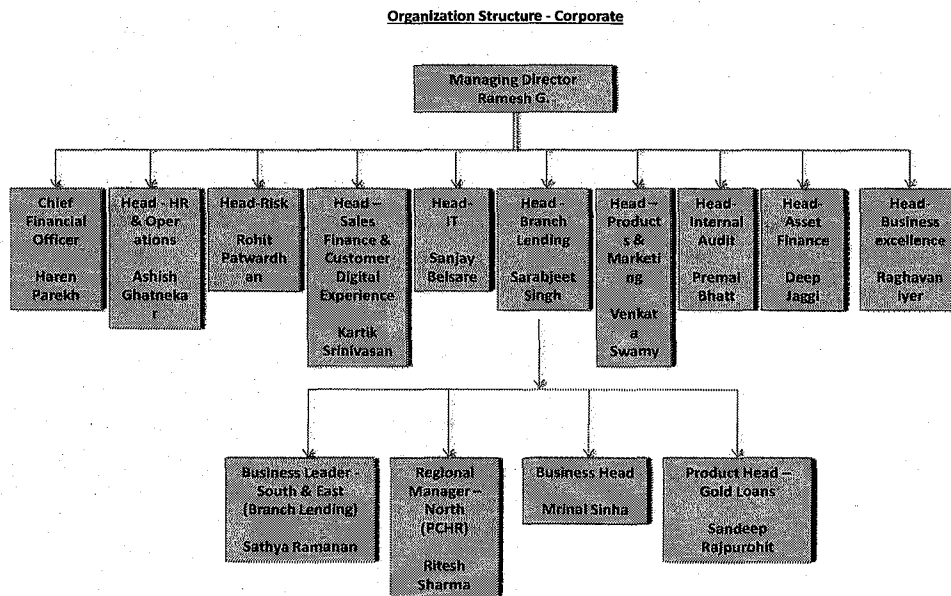 Organization Structure - Corporate
Managing Director
Ramesh G.
Chief
Financial
Officer
Haren
Parekh
Head - HR
& Oper
ations
Ashish
Ghatneka
r
Head-Risk
Rohit
Patwardh
an
Head –
Sales
Finance &
Customer
Digital
Experience
Kartik
Srinivasan
Head-
IT
Sanjay
Belsare
Head -
Branch
Lending
Sarabjeet
Singh
Head –
Product
s &
Marketi
ng
Venkat
a
Swamy
Head-
Internal
Audit
Premal
Bhatt
Head-
Asset
Finance
Deep
Jaggi
Head-
Business
excellence
Raghavan
Iyer
Business Leader -
South & East
(Branch Lending)
Sathya Ramanan
Regional
Manager –
North
(PCHR)
Ritesh
Sharma
Business Head
Mrinal Sinha
Product Head –
Gold Loans
Sandeep
Rajpurohit